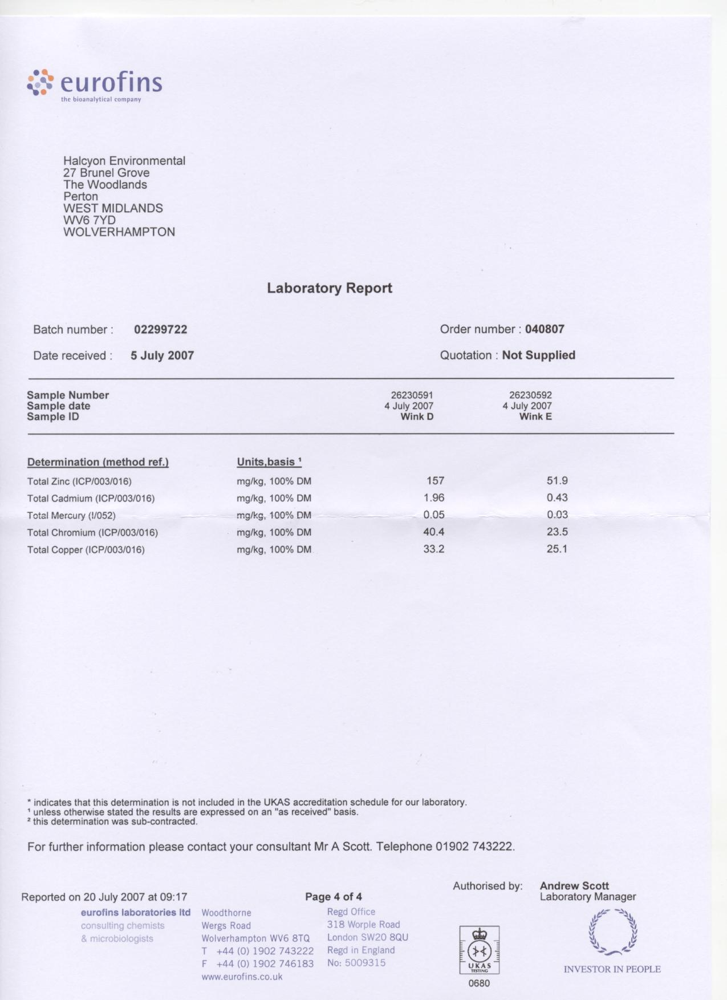 eurofins
the bioanalytical company
Halcyon Environmental
27 Brunel Grove
The Woodlands
Perton
WEST MIDLANDS
WV6 7YD
WOLVERHAMPTON
Laboratory Report
Batch number : 02299722 Order number : 040807
Date received : 5 July 2007 Quotation : Not Supplied
Sample Number 26230591 26230592
Sample date 4 July 2007 4 July 2007
Sample ID Wink D Wink E
Determination (method ref.) Units,basis ¹
Total Zinc (ICP/003/016) mg/kg, 100% DM 157 51.9
Total Cadmium (ICP/003/016) mg/kg, 100% DM 1.96 0.43
Total Mercury (I/052) mg/kg, 100% DM 0.05 0.03
Total Chromium (ICP/003/016) mg/kg, 100% DM 40.4 23.5
Total Copper (ICP/003/016) mg/kg, 100% DM 33.2 25.1
* indicates that this determination is not included in the UKAS accreditation schedule for our laboratory.
¹ unless otherwise stated the results are expressed on an "as received" basis.
² this determination was sub-contracted.
For further information please contact your consultant Mr A Scott. Telephone 01902 743222.
Authorised by: Andrew Scott
Laboratory Manager
Reported on 20 July 2007 at 09:17 Page 4 of 4
eurofins laboratories ltd
consulting chemists
& microbiologists
Woodthorne
Wergs Road
Wolverhampton WV6 8TQ
T +44 (0) 1902 743222
F +44 (0) 1902 746183
www.eurofins.co.uk
Regd Office
318 Worple Road
London SW20 8QU
Regd in England
No: 5009315
UKAS
TESTING
0680
INVESTOR IN PEOPLE